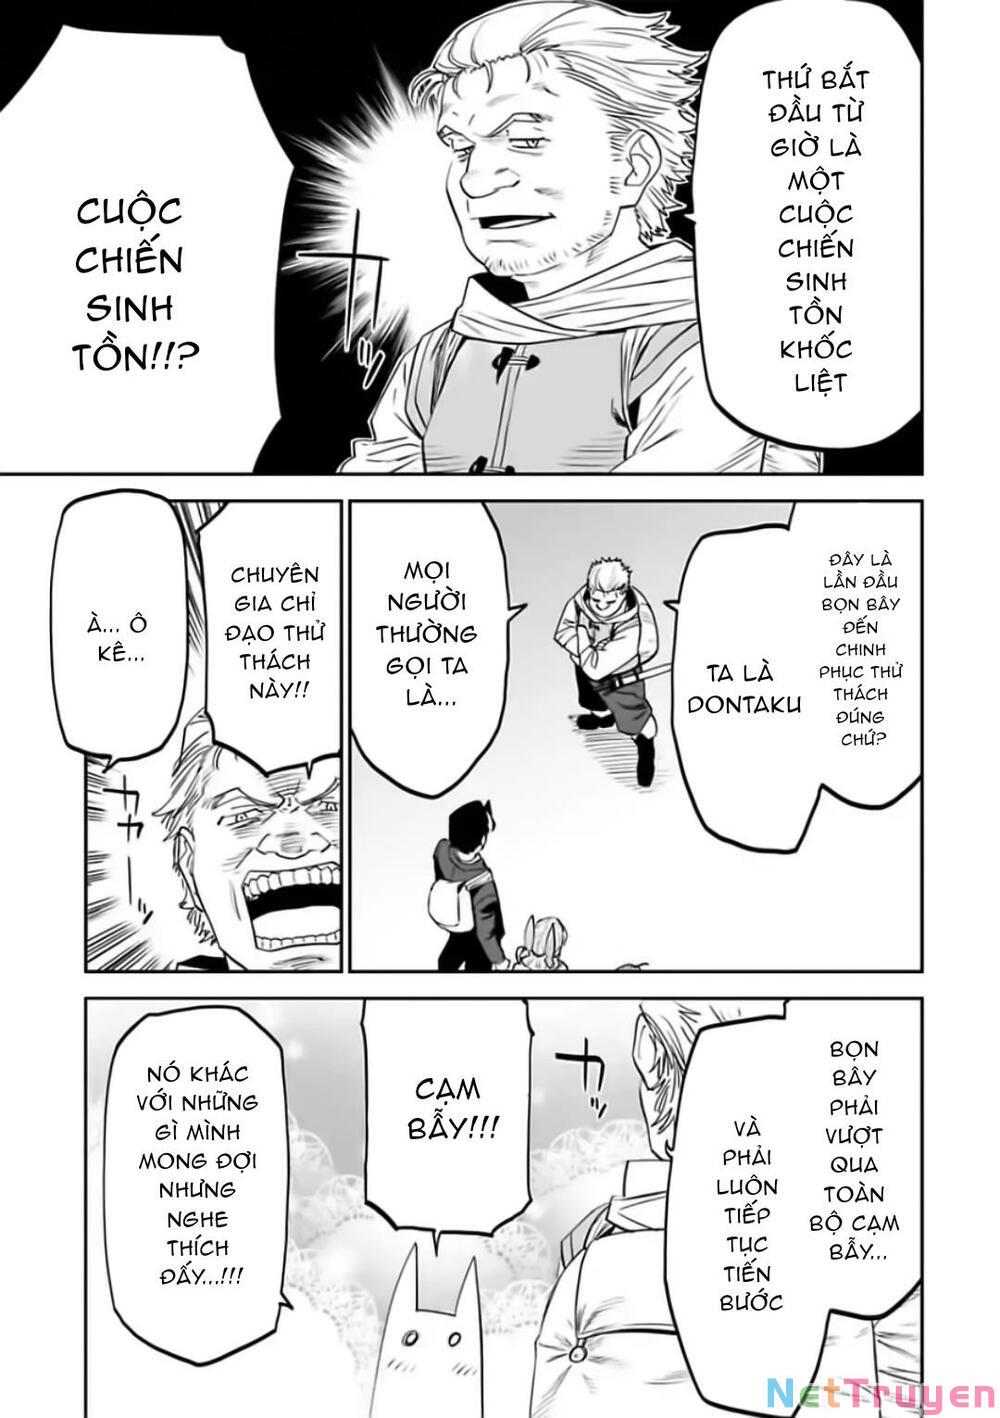 THỨ BẮT
ĐẦU TỪ
GIỜ LÀ
MỘT
CUỘC
CHIẾN
SINH
TỒN
KHỐC
LIỆT
CUỘC
CHIẾN
SINH
TỒN!!?
ĐÂY LÀ
LẦN ĐẦU
BỌN BÂY
ĐẾN
CHINH
PHỤC THỬ
THÁCH
ĐÚNG
CHỨ?
TA LÀ
DONTAKU
MỌI
NGƯỜI
THƯỜNG
GỌI TA
LÀ...
CHUYÊN
GIA CHỈ
ĐẠO THỬ
THÁCH
NÀY!!
À... Ô
KÊ...
BỌN
BÂY
PHẢI
VƯỢT
QUA
TOÀN
BỘ CẠM
BẪY...
VÀ
PHẢI
LUÔN
TIẾP
TỤC
TIẾN
BƯỚC
CẠM
BẪY!!!
NÓ KHÁC
VỚI NHỮNG
GÌ MÌNH
MONG ĐỢI
NHƯNG
NGHE
THÍCH
ĐẤY...!!!
NetTruyen